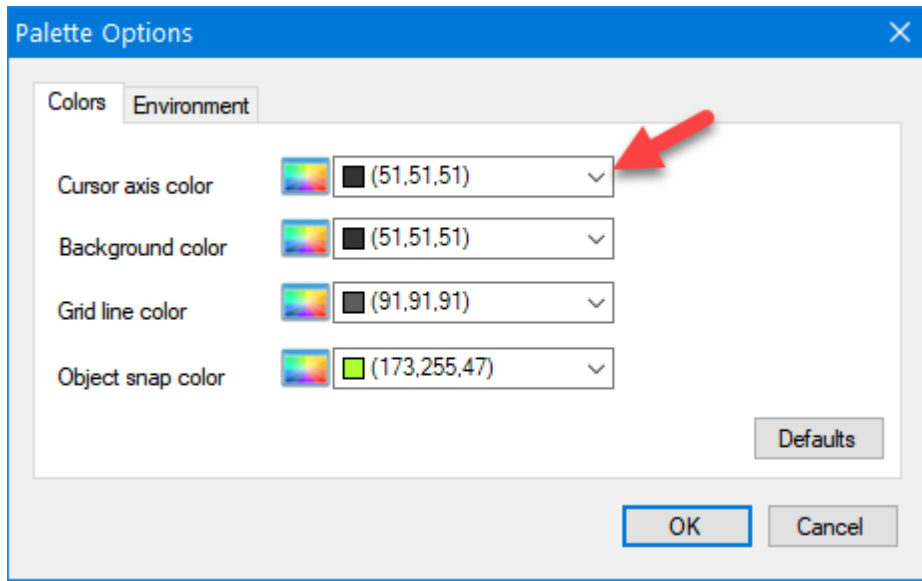 Palette Options
Colors Environment
Cursor axis color (51,51,51)
Background color (51,51,51)
Grid line color (91,91,91)
Object snap color (173,255,47)
Defaults
OK Cancel